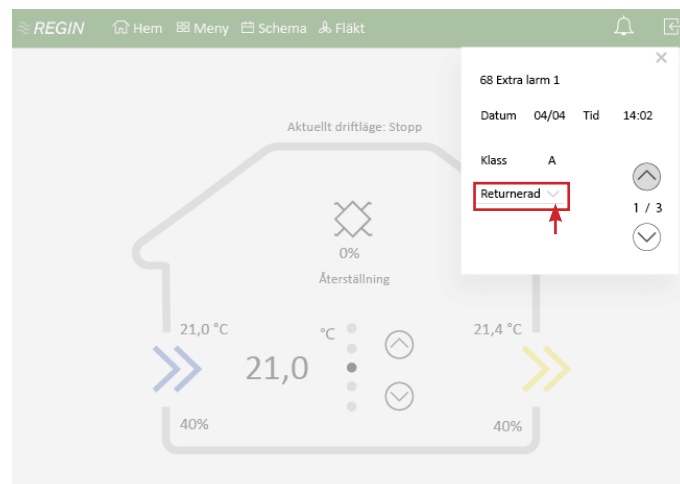 REGIN Hem Meny Schema Fläkt
68 Extra larm 1
Datum 04/04 Tid 14:02
Klass A
Returnerad
1 / 3
Aktuellt driftläge: Stopp
0%
Återställning
21,0 °C °C 21,4 °C
21,0
40% 40%